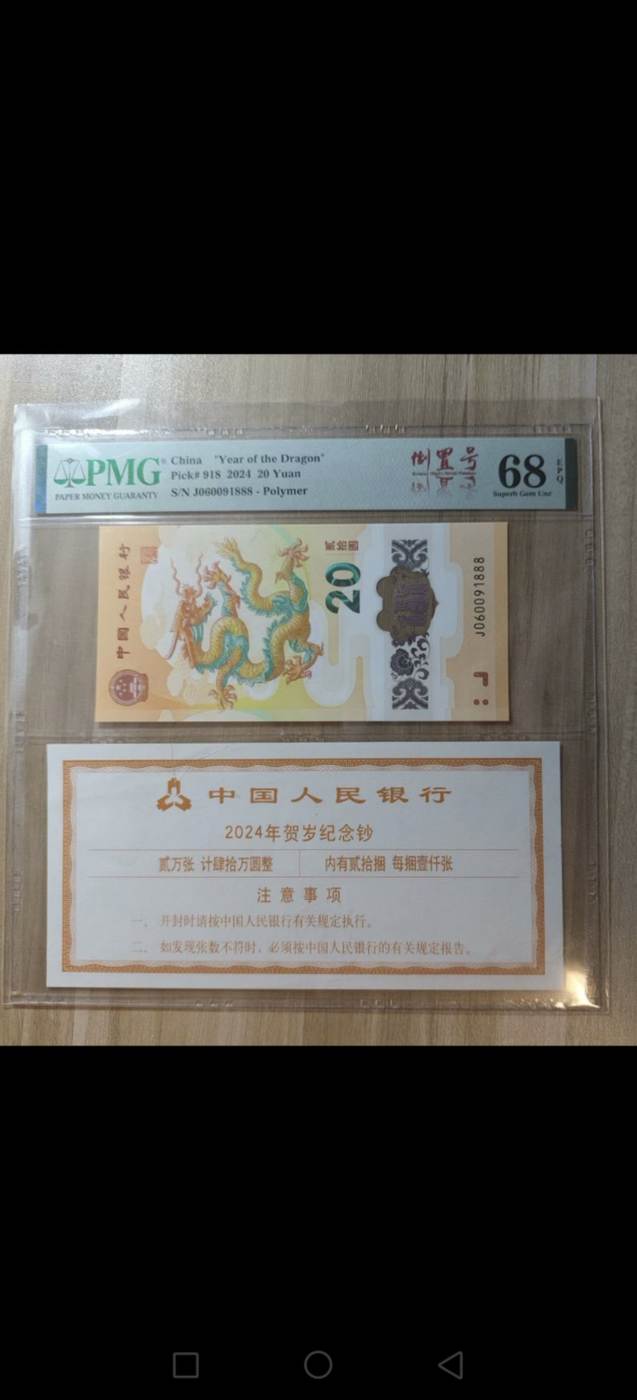 PMG
PAPER MONEY GUARANTY
China "Year of the Dragon"
Pick# 918 2024 20 Yuan
S/N J060091888 - Polymer
倒置号
68 EPQ
Superb Gem Unc
中国人民银行
贰拾圆
20
J060091888
中国人民银行
2024年贺岁纪念钞
贰万张 计肆拾万圆整
内有贰拾捆 每捆壹仟张
注意事项
一、开封时请按中国人民银行有关规定执行。
二、如发现张数不符时，必须按中国人民银行的有关规定报告。